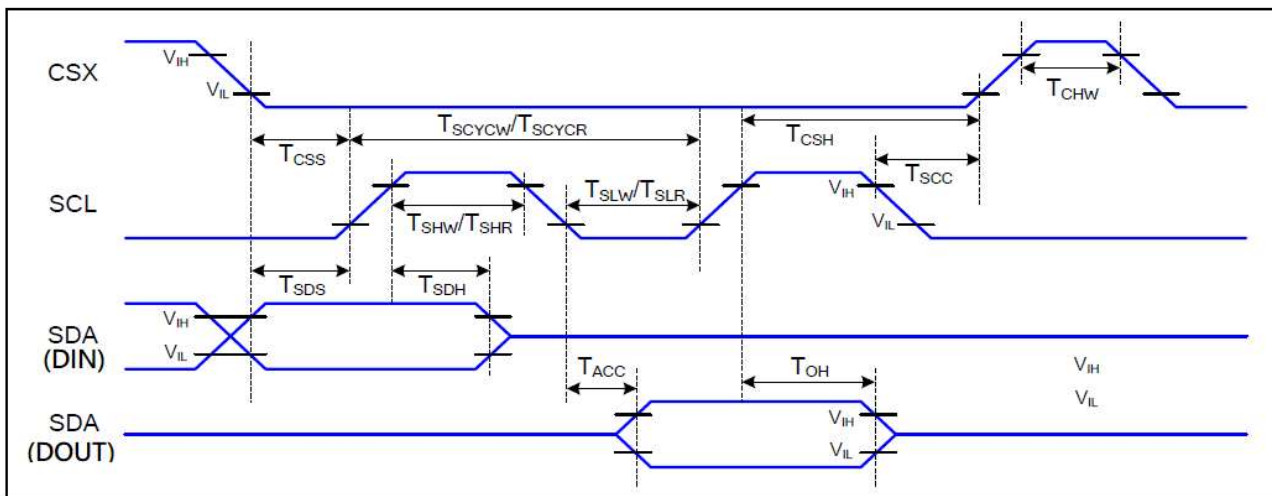 CSX
V_IH
V_IL
T_CHW
T_SCYCW/T_SCYCR
T_CSH
T_CSS
T_SCC
SCL
T_SLW/T_SLR
V_IH
T_SHW/T_SHR
V_IL
T_SDS
T_SDH
SDA
(DIN)
V_IH
V_IL
T_ACC
T_OH
V_IH
V_IL
SDA
(DOUT)
V_IH
V_IL